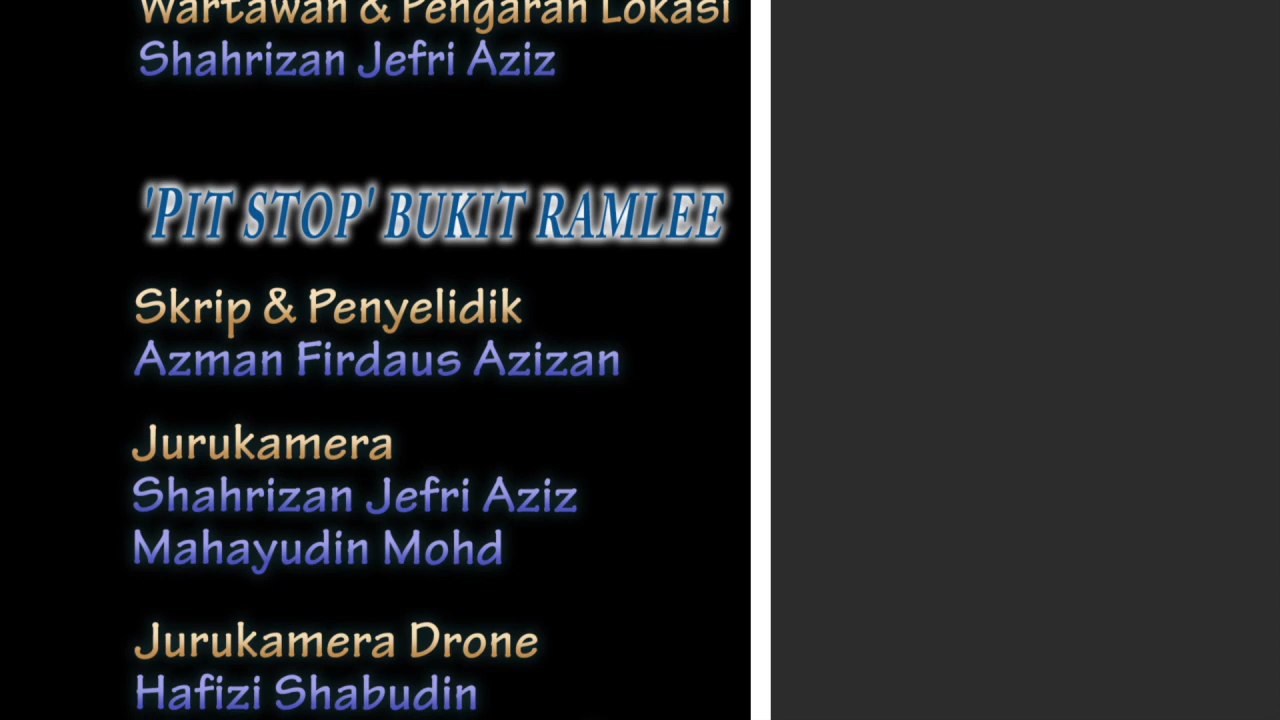 Wartawan & Pengarah Lokasi
Shahrizan Jefri Aziz
'PIT STOP' BUKIT RAMLEE
Skrip & Penyelidik
Azman Firdaus Azizan
Jurukamera
Shahrizan Jefri Aziz
Mahayudin Mohd
Jurukamera Drone
Hafizi Shabudin